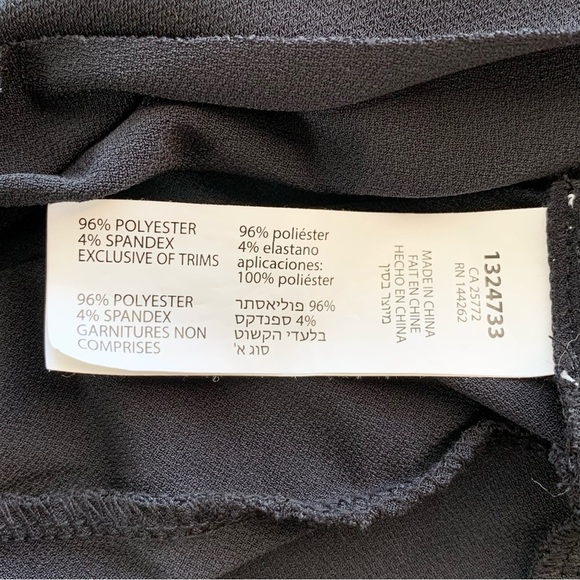 96% POLYESTER
4% SPANDEX
EXCLUSIVE OF TRIMS
96% poliéster
4% elastano
aplicaciones:
100% poliéster
96% POLYESTER
4% SPANDEX
GARNITURES NON
COMPRISES
96% פוליאסתר
4% ספנדקס
בלעדי הקשוט
סוג א'
MADE IN CHINA
FAIT EN CHINE
HECHO EN CHINA
מיוצר בסין
1324733
CA 25772
RN 144262